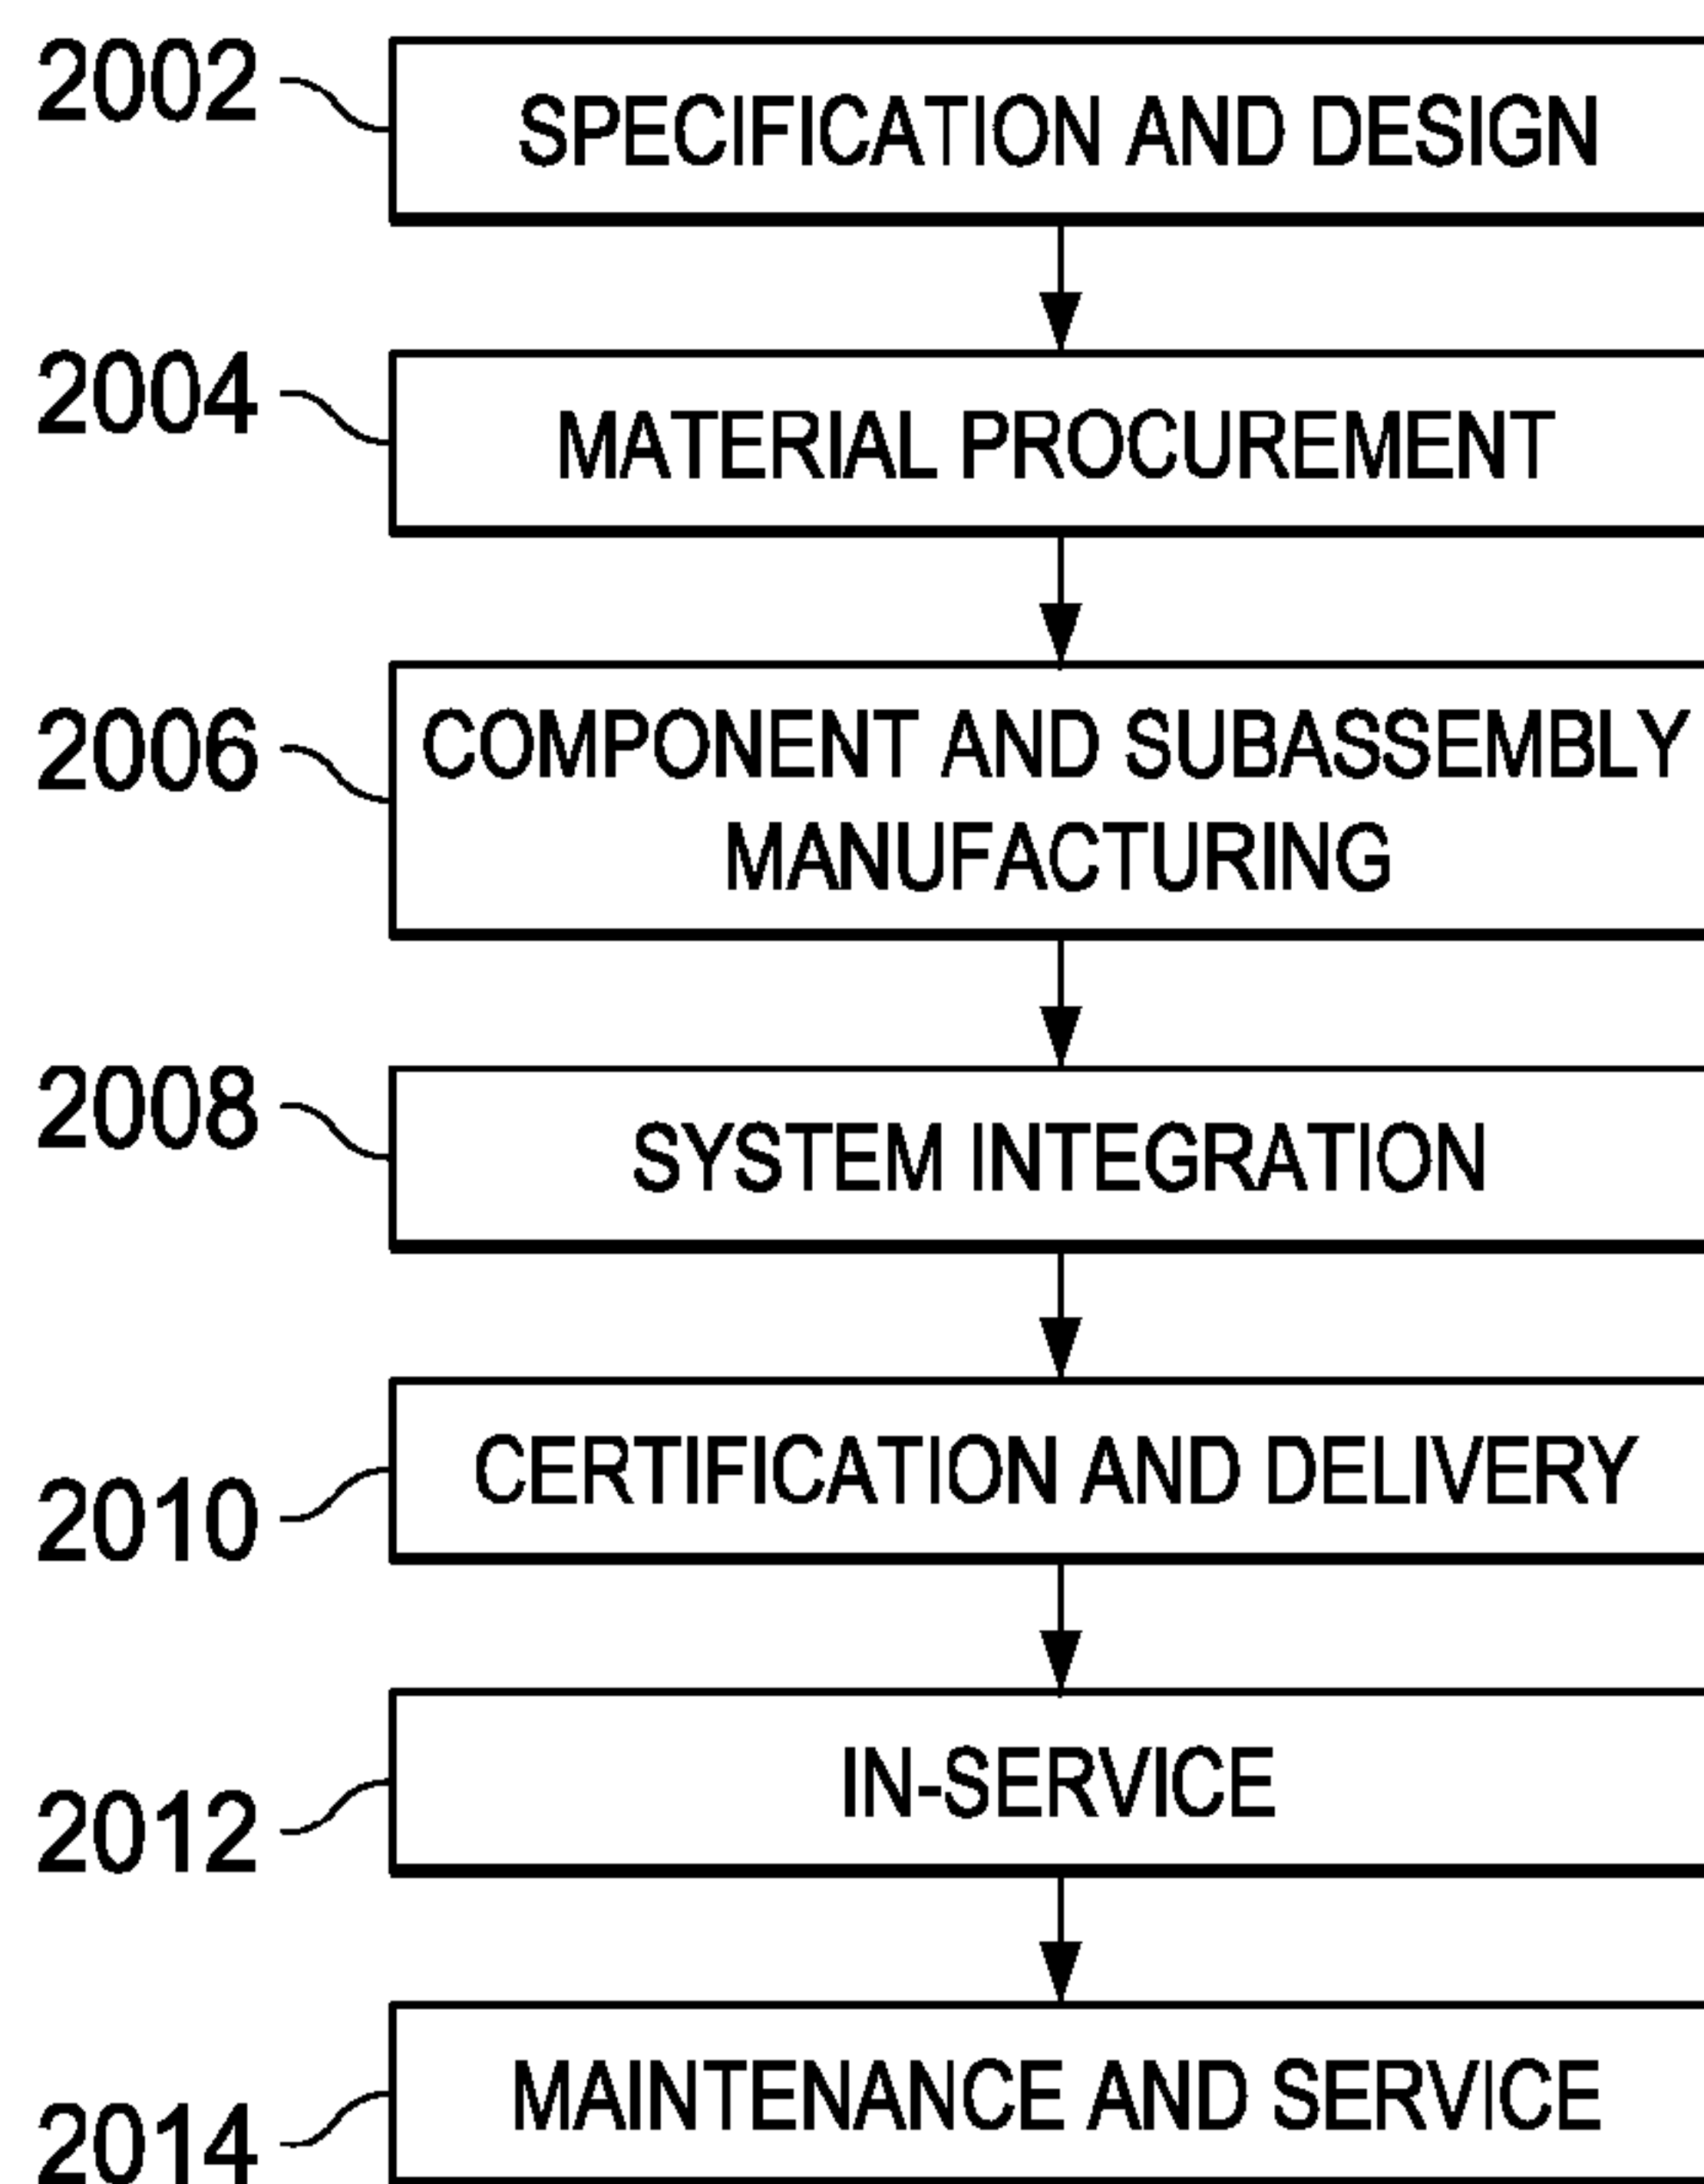 2002
SPECIFICATION AND DESIGN
2004
MATERIAL PROCUREMENT
2006
COMPONENT AND SUBASSEMBLY
MANUFACTURING
2008
SYSTEM INTEGRATION
2010
CERTIFICATION AND DELIVERY
2012
IN-SERVICE
2014
MAINTENANCE AND SERVICE